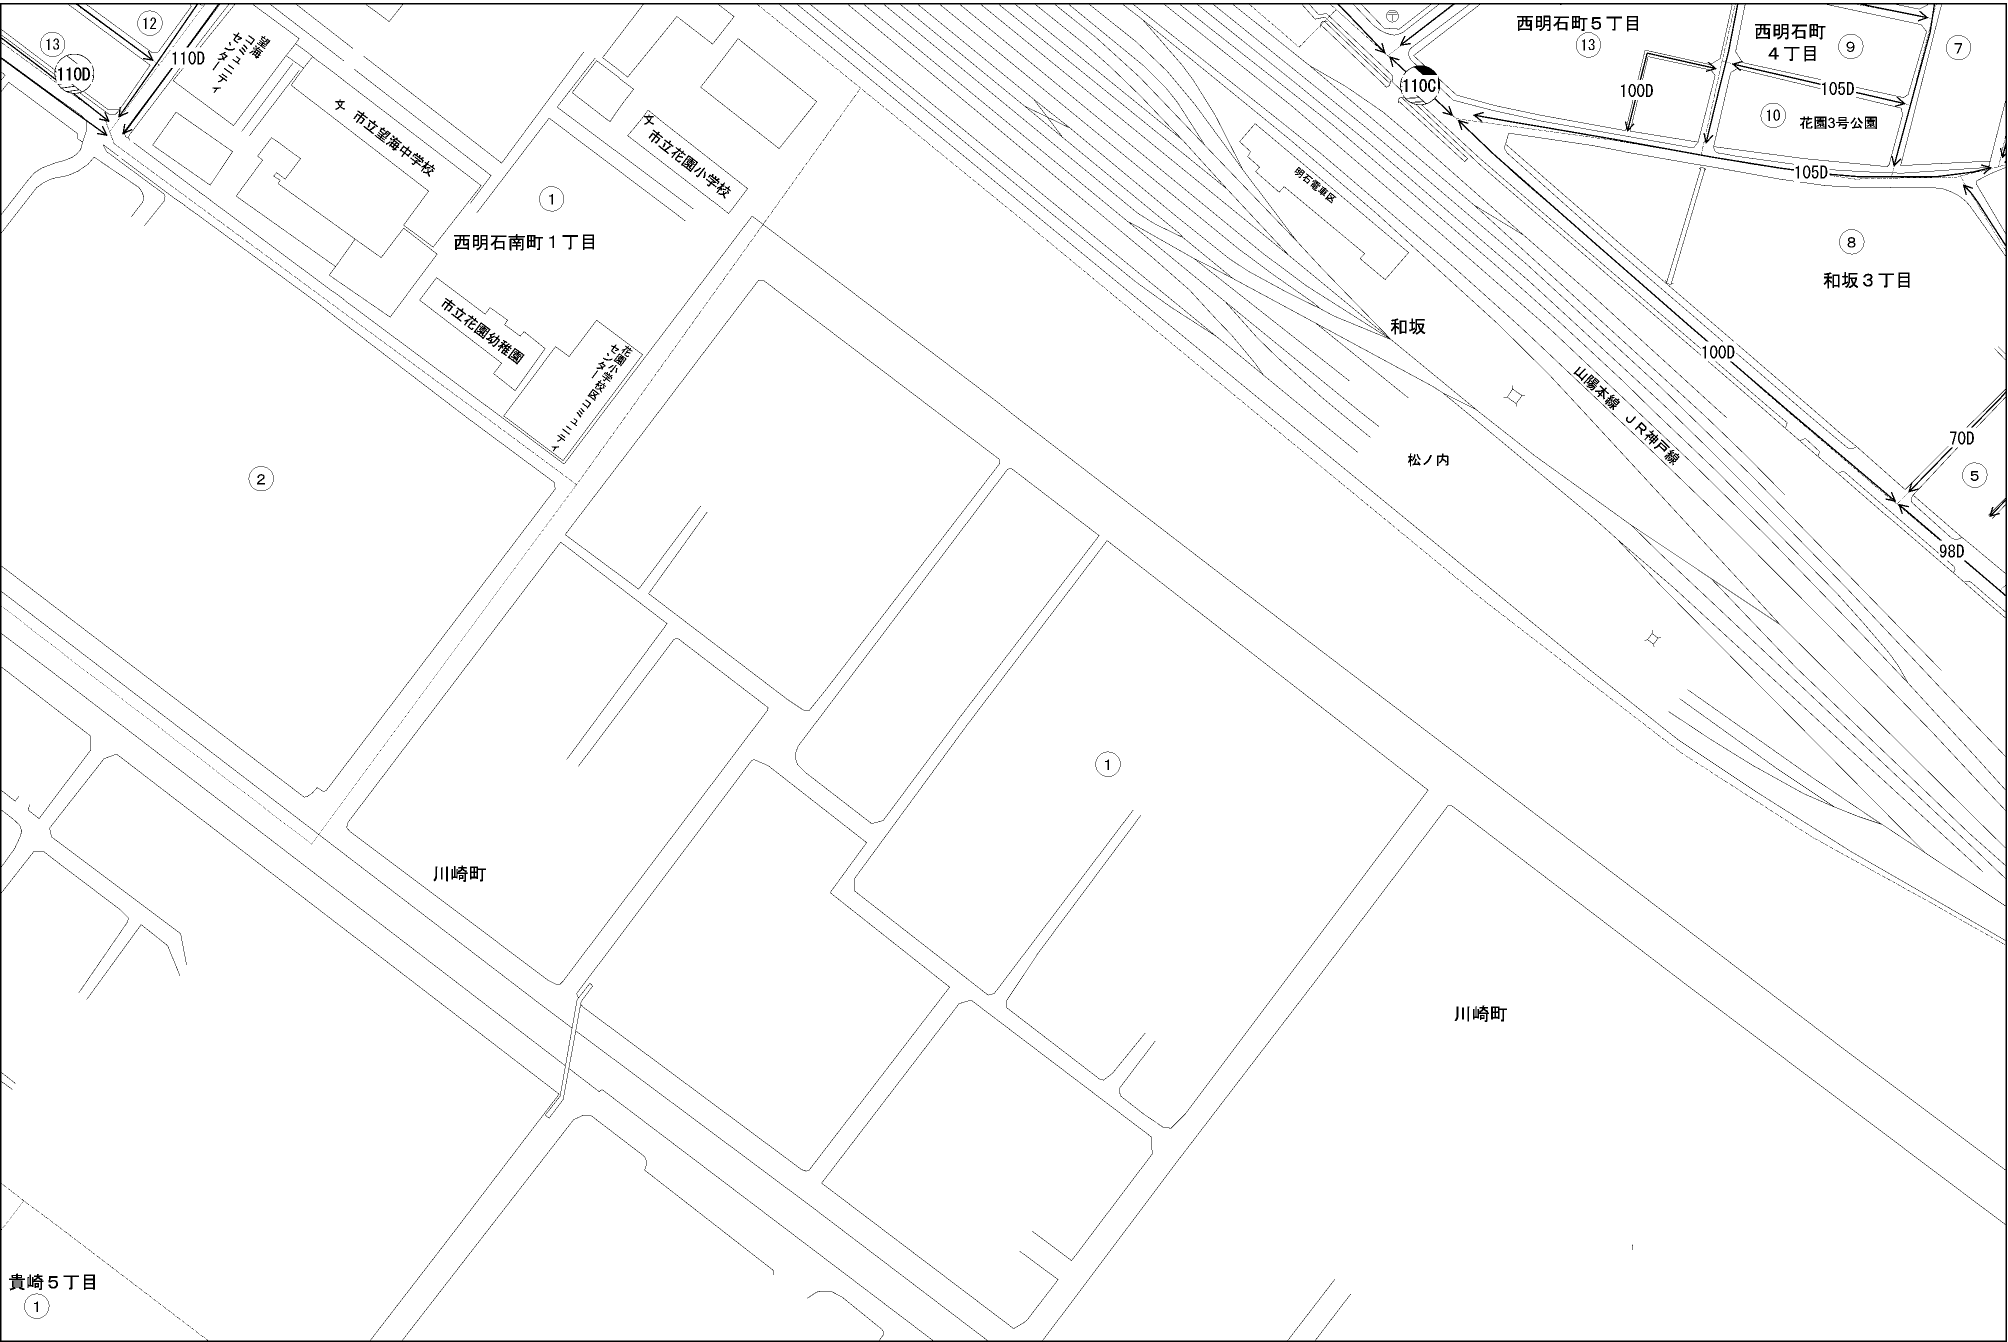 12
13
110D
110D
望海
コミュニティ
センター
文
市立望海中学校
文
市立花園小学校
1
西明石南町1丁目
市立花園幼稚園
花園小学校区コミュニティ
センター
2
西明石町5丁目
13
110C
100D
西明石町
4丁目
9
7
105D
10
花園3号公園
105D
明石電車区
8
和坂3丁目
和坂
100D
山陽本線 JR神戸線
松ノ内
70D
5
98D
1
川崎町
川崎町
貴崎5丁目
1